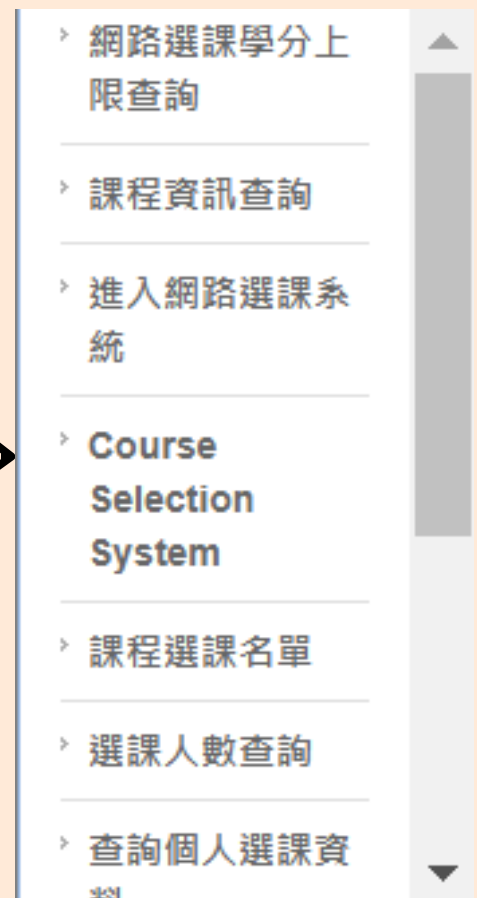 網路選課學分上
限查詢
課程資訊查詢
進入網路選課系
統
Course
Selection
System
課程選課名單
選課人數查詢
查詢個人選課資